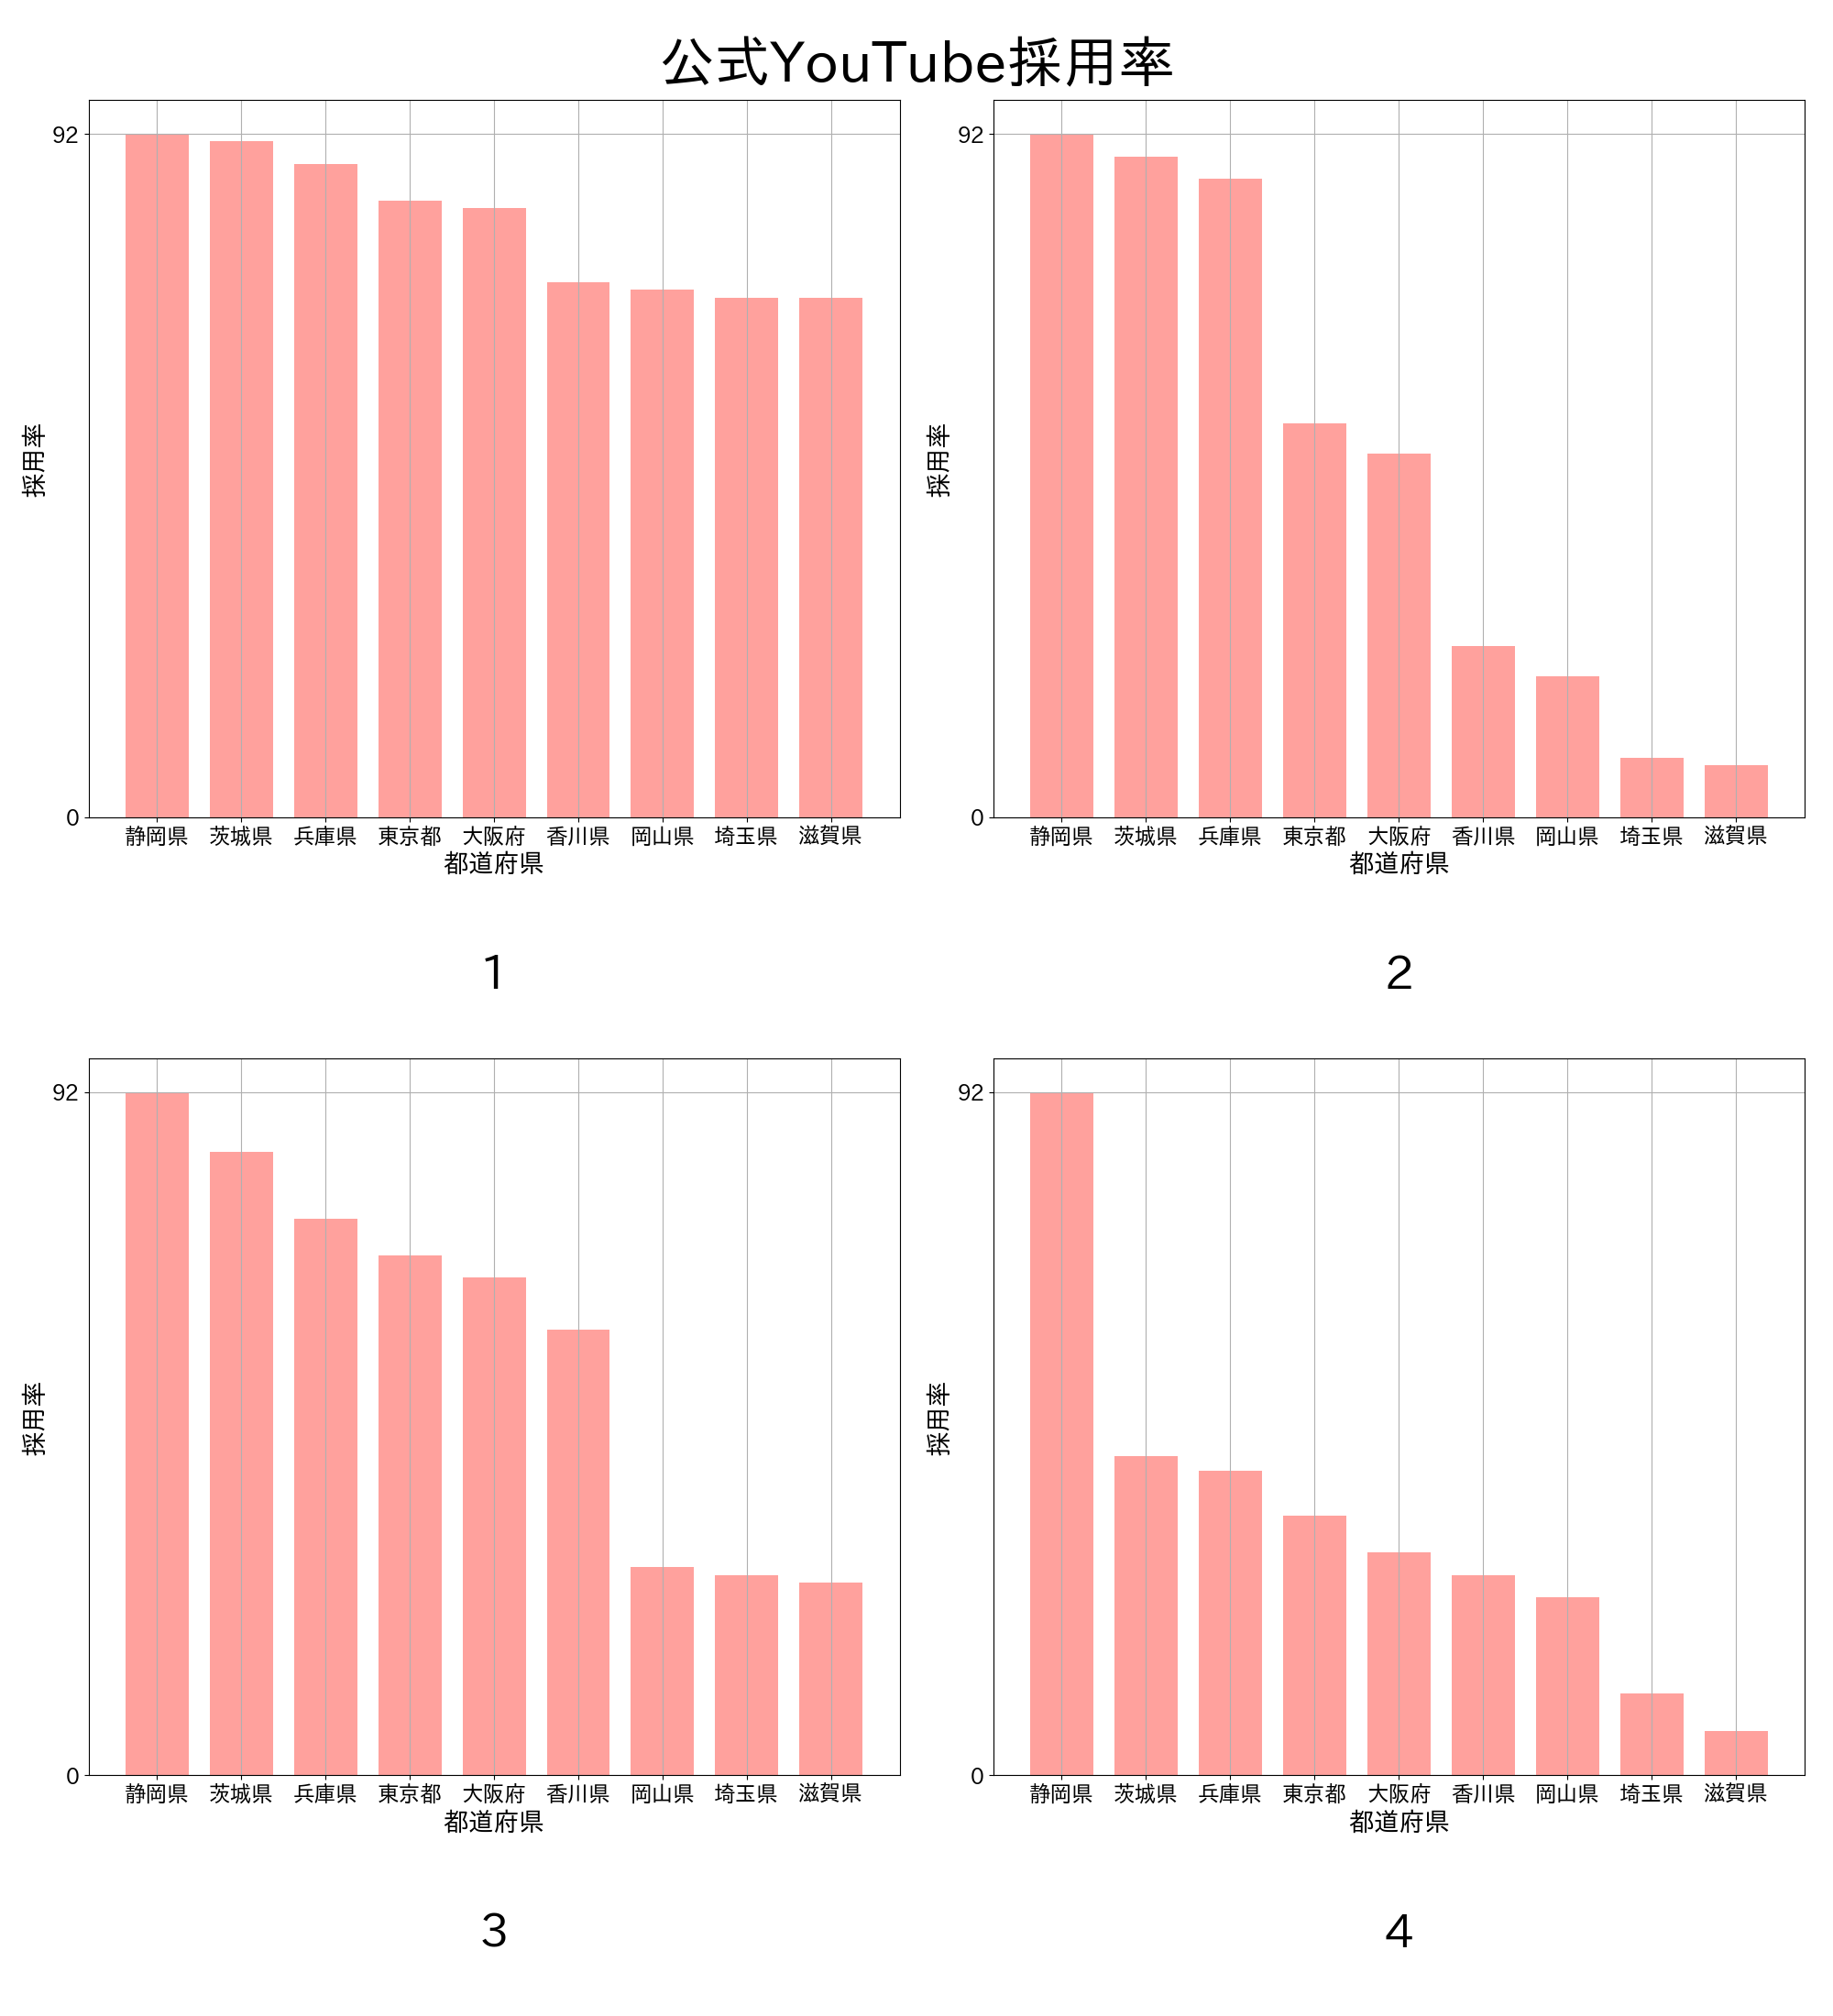 公式YouTube採用率
92
0
採用率
静岡県 茨城県 兵庫県 東京都 大阪府 香川県 岡山県 埼玉県 滋賀県
都道府県
1
92
0
採用率
静岡県 茨城県 兵庫県 東京都 大阪府 香川県 岡山県 埼玉県 滋賀県
都道府県
2
92
0
採用率
静岡県 茨城県 兵庫県 東京都 大阪府 香川県 岡山県 埼玉県 滋賀県
都道府県
3
92
0
採用率
静岡県 茨城県 兵庫県 東京都 大阪府 香川県 岡山県 埼玉県 滋賀県
都道府県
4